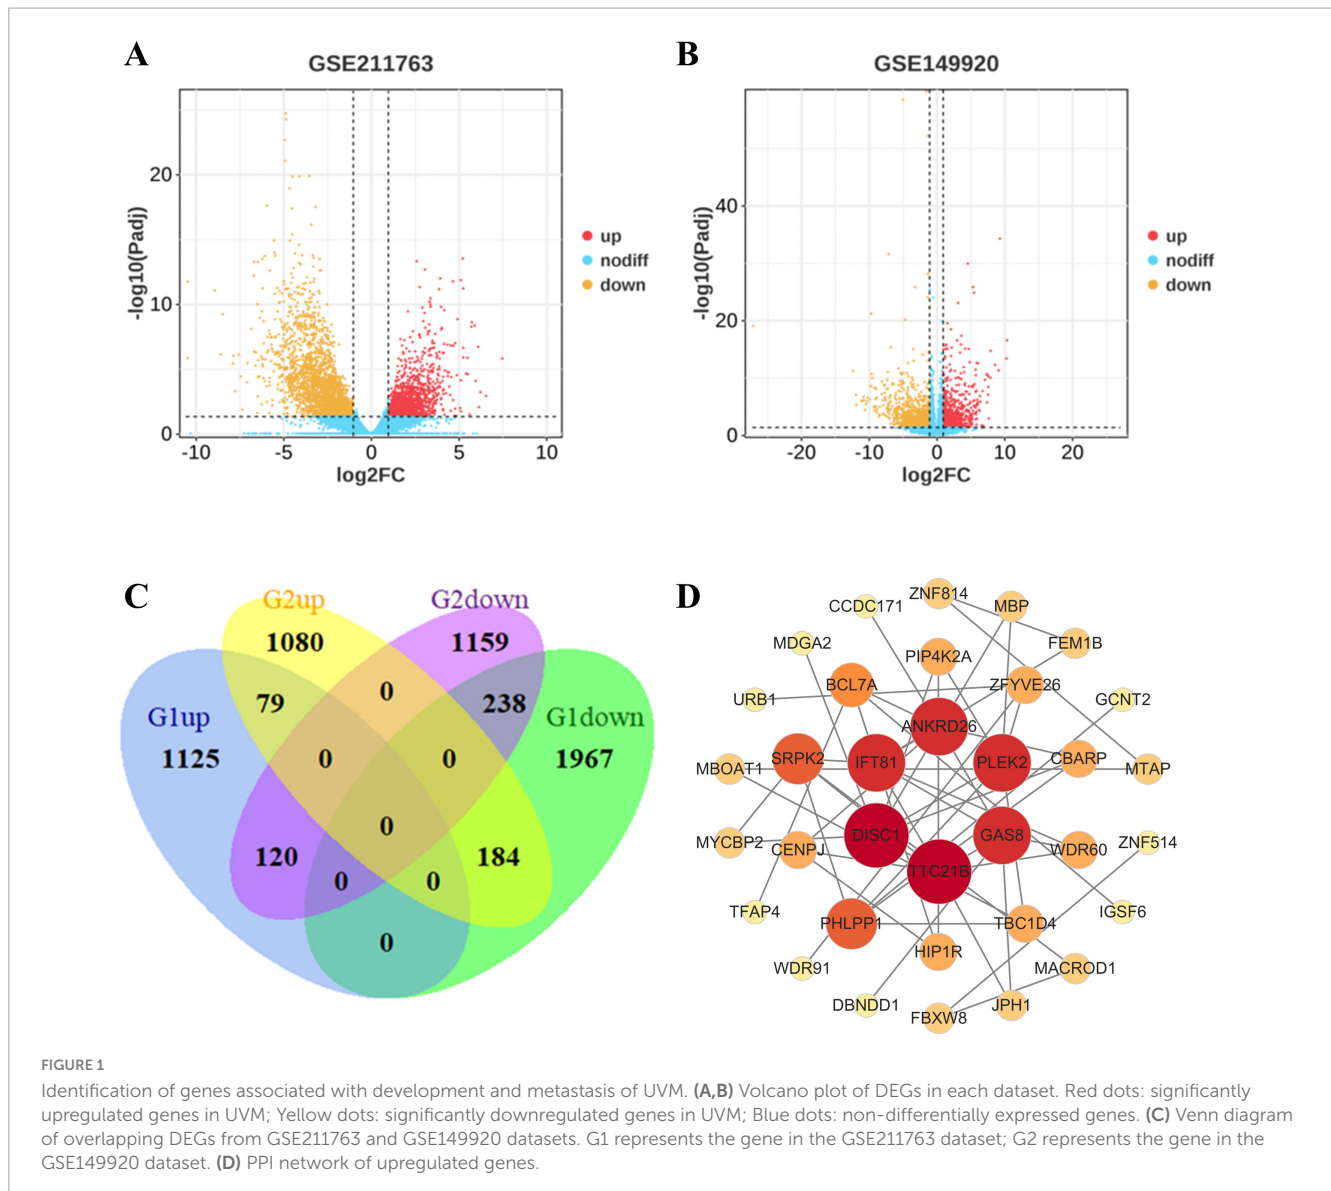 A
GSE211763
-log10(Padj)
20
10
0
-10
-5
0
5
10
log2FC
up
nodiff
down
B
GSE149920
-log10(Padj)
40
20
0
-20
-10
0
10
20
log2FC
up
nodiff
down
C
G2up
G2down
1080
1159
0
79
238
G1up
G1down
1125
0
0
1967
0
120
184
0
0
0
D
ZNF814
CCDC171
MBP
MDGA2
FEM1B
PIP4K2A
BCL7A
ZFYVE26
URB1
GCNT2
ANKRD26
SRPK2
IFT81
PLEK2
CBARP
MBOAT1
MTAP
DISC1
GAS8
MYCBP2
CENPJ
WDR60
ZNF514
TTC21B
TFAP4
IGSF6
PHLPP1
TBC1D4
HIP1R
WDR91
MACROD1
DBNDD1
FBXW8
JPH1
FIGURE 1
Identification of genes associated with development and metastasis of UVM. (A,B) Volcano plot of DEGs in each dataset. Red dots: significantly
upregulated genes in UVM; Yellow dots: significantly downregulated genes in UVM; Blue dots: non-differentially expressed genes. (C) Venn diagram
of overlapping DEGs from GSE211763 and GSE149920 datasets. G1 represents the gene in the GSE211763 dataset; G2 represents the gene in the
GSE149920 dataset. (D) PPI network of upregulated genes.